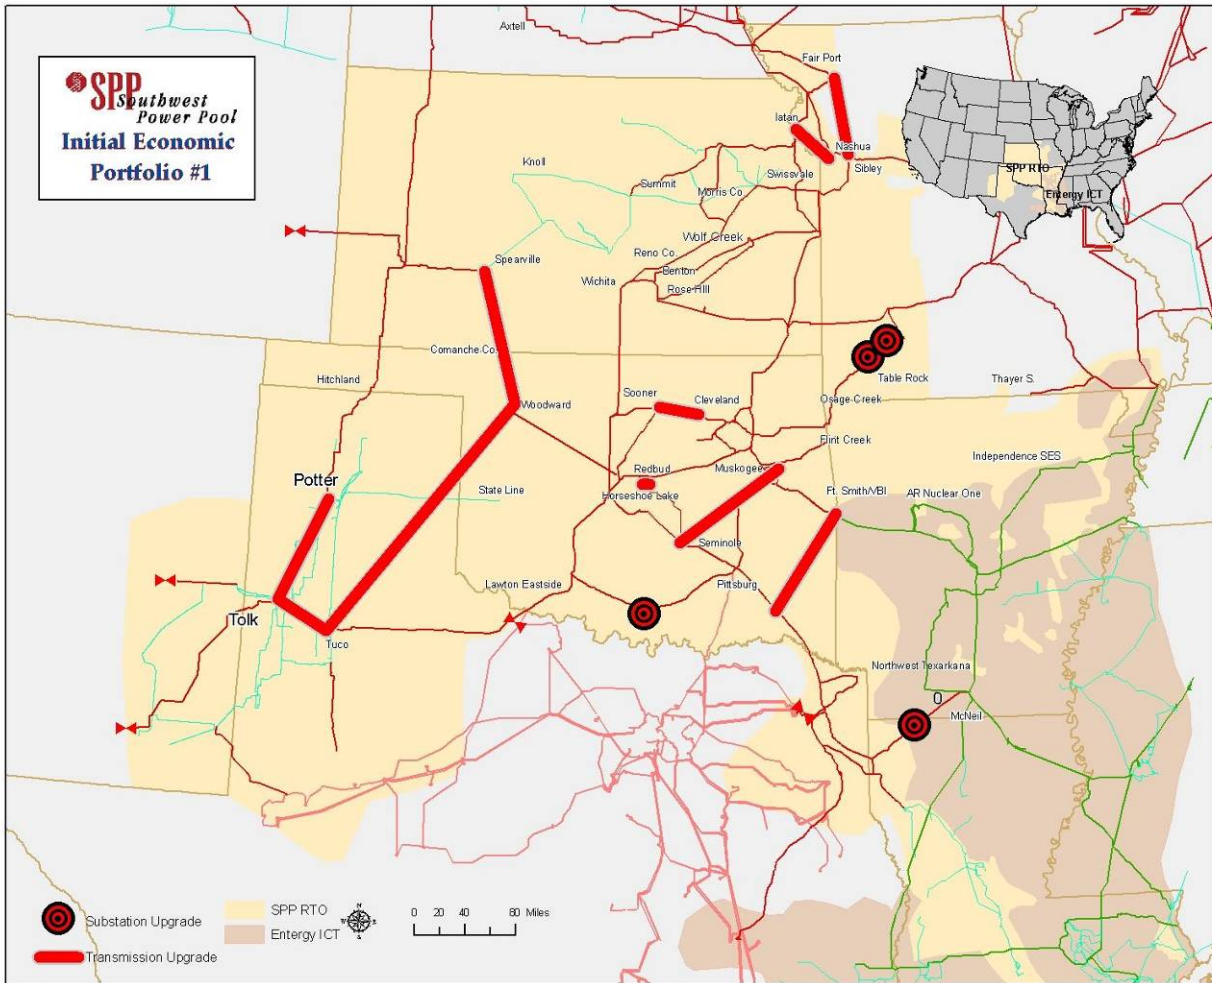 Axtell
Fair Port
SPP
Southwest
Power Pool
Initial Economic
Portfolio #1
Iatan
Knoll
Nashua
Swissvale
Sibley
SPP RTO
Entergy ICT
Summit
Morris Co
Wolf Creek
Reno Co.
Spearville
Benton
Wichita
Rose HIll
Comanche Co.
Hitchland
Table Rock
Thayer S.
Sooner
Cleveland
Osage Creek
Woodward
Flint Creek
Independence SES
Redbud
Muskogee
Potter
State Line
Horseshoe Lake
Ft. Smith/VBI
AR Nuclear One
Seminole
Lawton Eastside
Pittsburg
Tolk
Tuco
Northwest Texarkana
0
McNeil
Substation Upgrade
SPP RTO
N
W
E
S
0 20 40 80 Miles
Entergy ICT
Transmission Upgrade